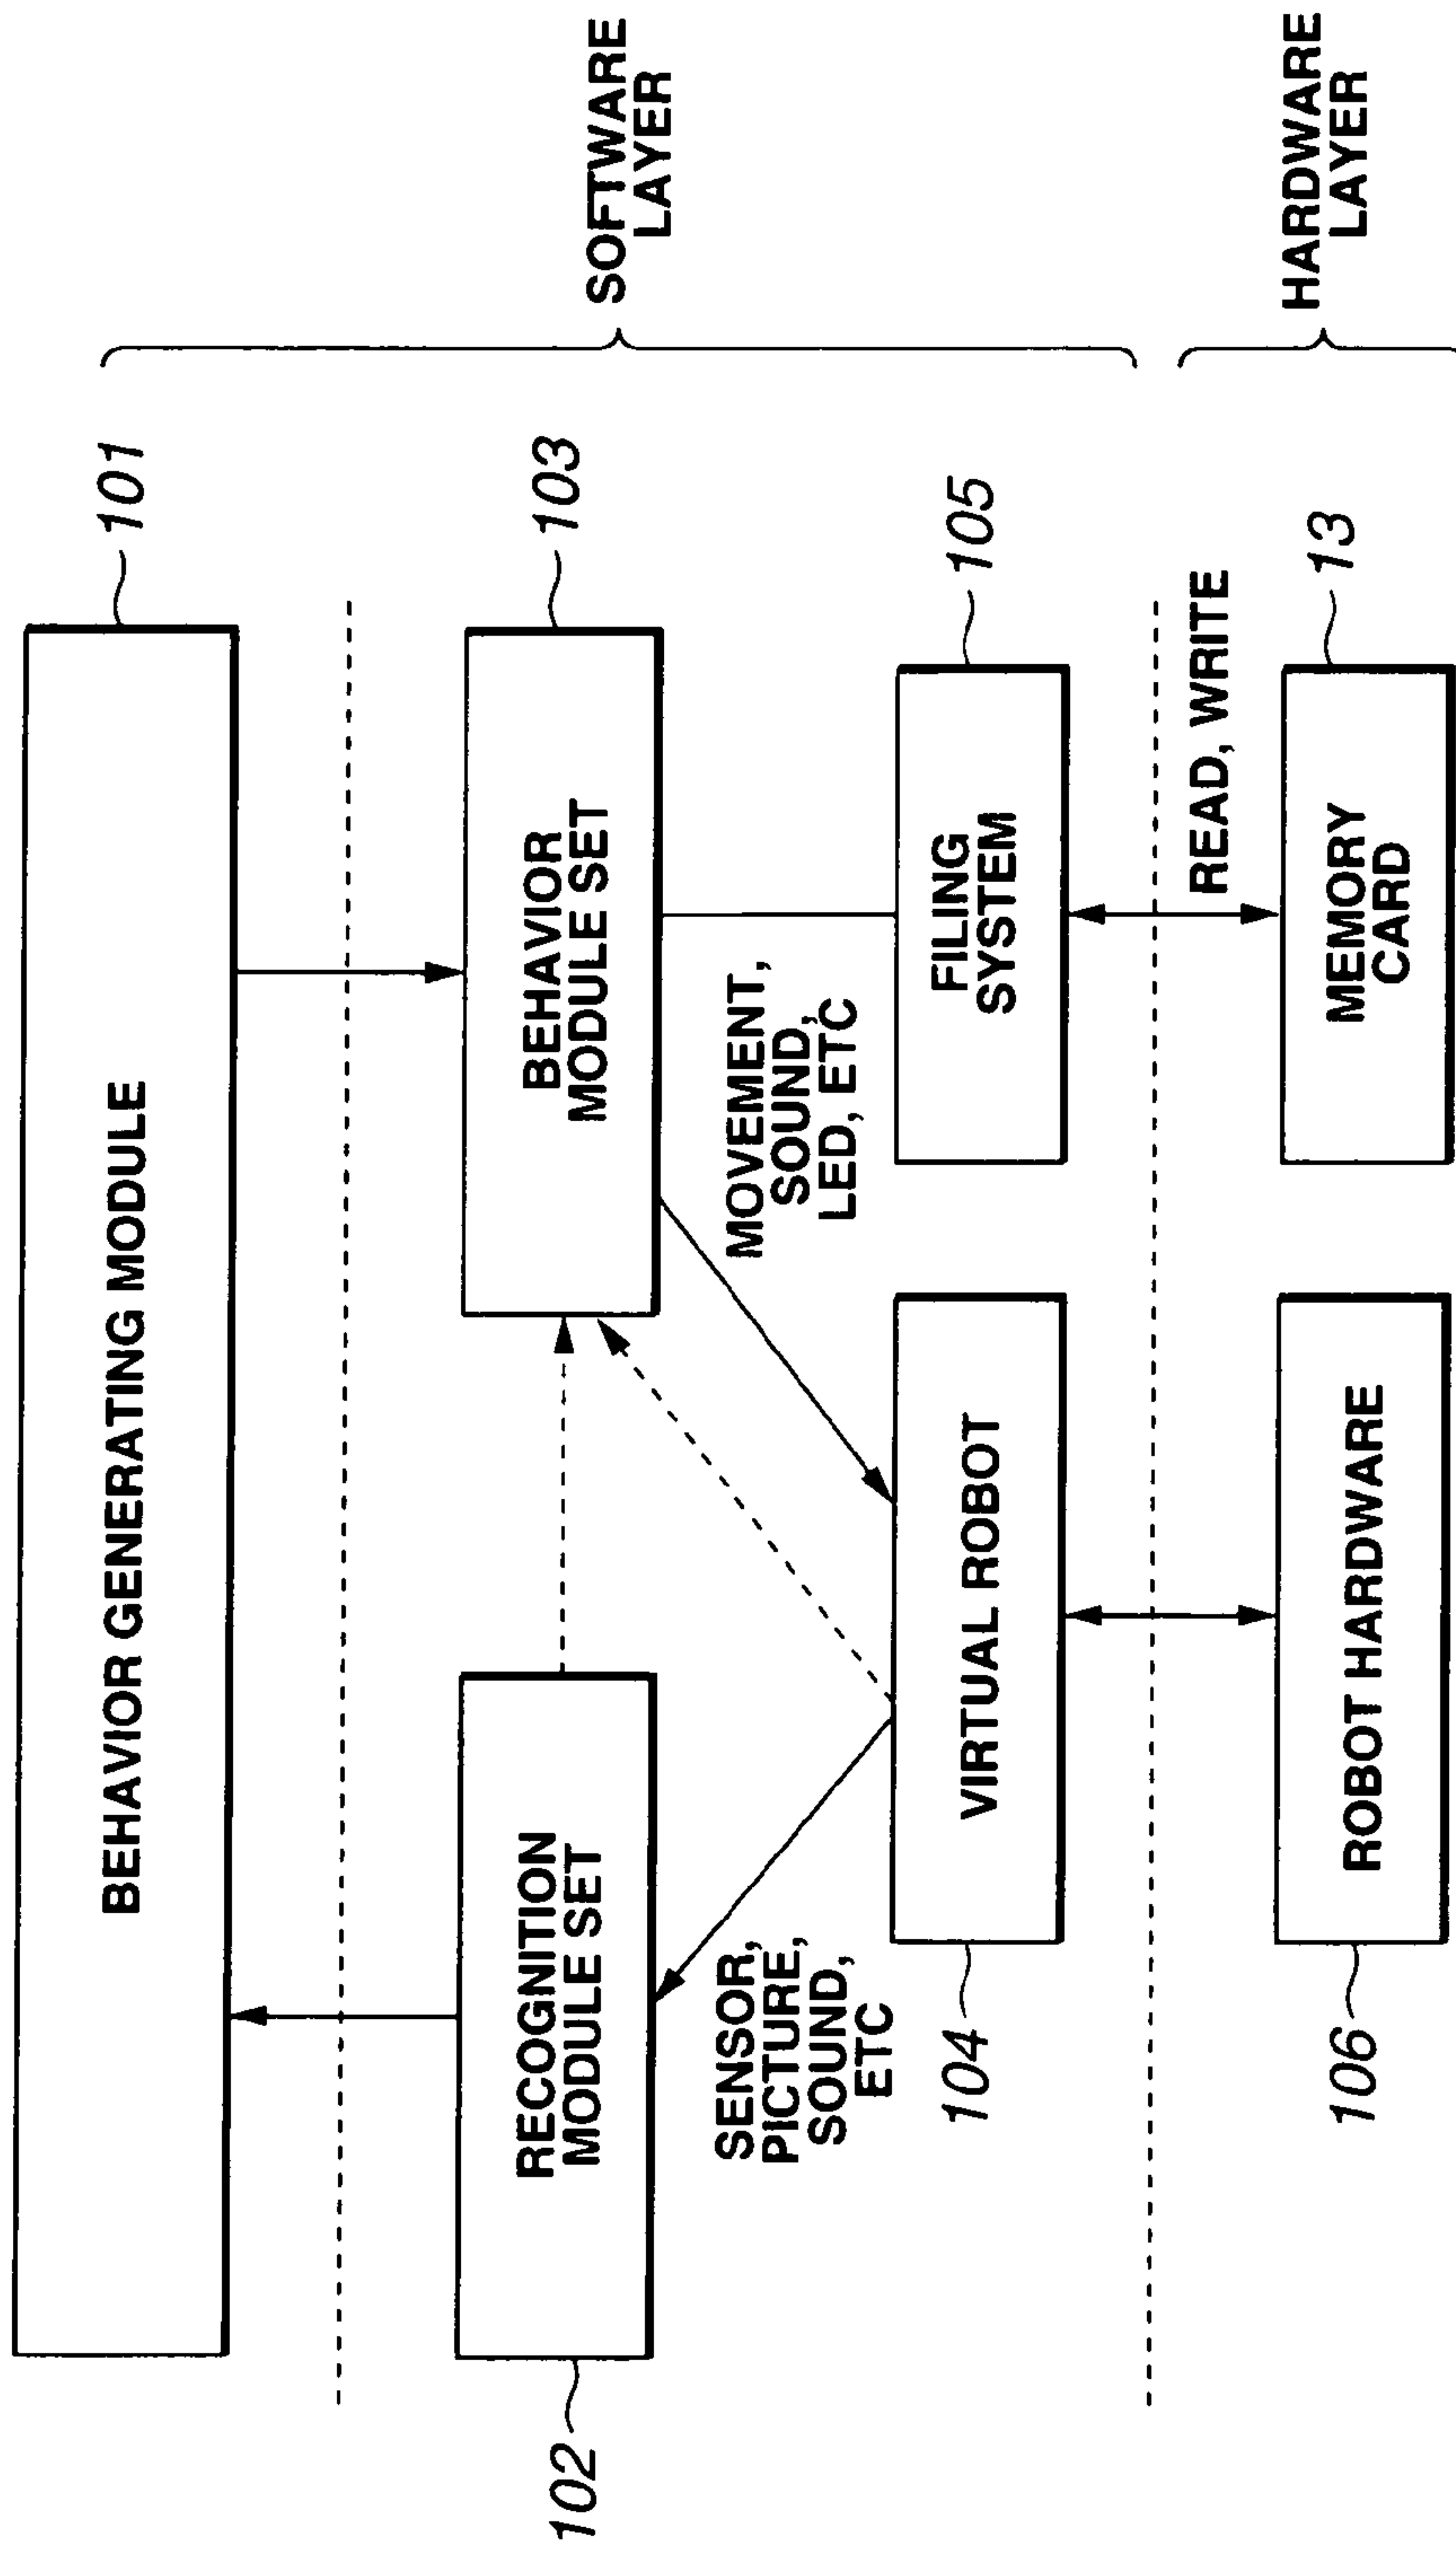 BEHAVIOR GENERATING MODULE
101
RECOGNITION
MODULE SET
102
BEHAVIOR
MODULE SET
103
SENSOR,
PICTURE,
SOUND,
ETC
MOVEMENT,
SOUND,
LED, ETC
SOFTWARE
LAYER
VIRTUAL ROBOT
104
FILING
SYSTEM
105
READ, WRITE
ROBOT HARDWARE
106
MEMORY
CARD
13
HARDWARE
LAYER